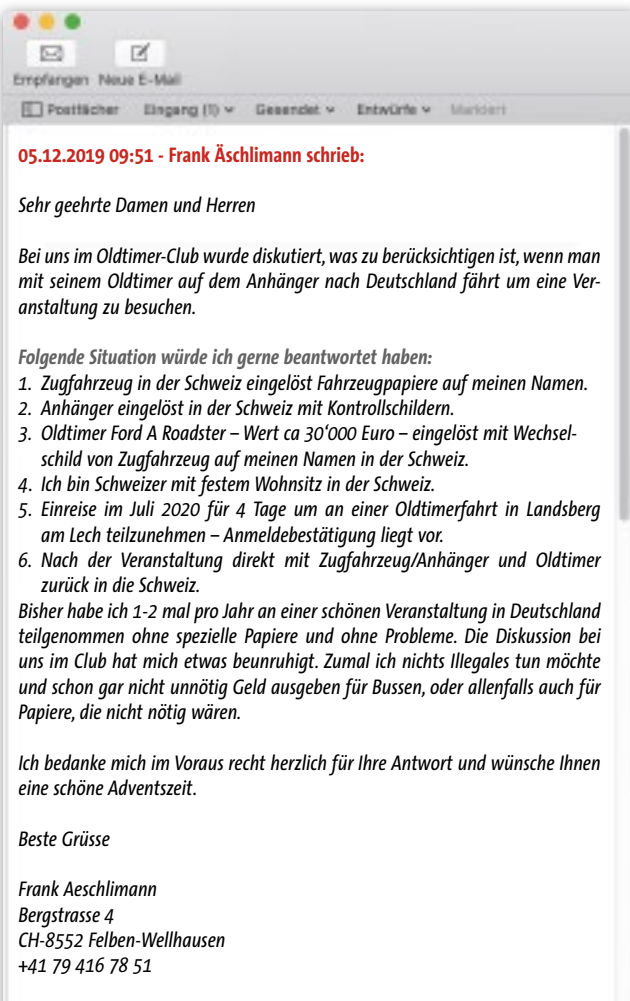 Empfangen Neue E-Mail
Postfächer Eingang (1) Gesendet Entwürfe Markiert
05.12.2019 09:51 - Frank Äschlimann schrieb:
Sehr geehrte Damen und Herren
Bei uns im Oldtimer-Club wurde diskutiert, was zu berücksichtigen ist, wenn man
mit seinem Oldtimer auf dem Anhänger nach Deutschland fährt um eine Ver-
anstaltung zu besuchen.
Folgende Situation würde ich gerne beantwortet haben:
1. Zugfahrzeug in der Schweiz eingelöst Fahrzeugpapiere auf meinen Namen.
2. Anhänger eingelöst in der Schweiz mit Kontrollschildern.
3. Oldtimer Ford A Roadster – Wert ca 30‘000 Euro – eingelöst mit Wechsel-
schild von Zugfahrzeug auf meinen Namen in der Schweiz.
4. Ich bin Schweizer mit festem Wohnsitz in der Schweiz.
5. Einreise im Juli 2020 für 4 Tage um an einer Oldtimerfahrt in Landsberg
am Lech teilzunehmen – Anmeldebestätigung liegt vor.
6. Nach der Veranstaltung direkt mit Zugfahrzeug/Anhänger und Oldtimer
zurück in die Schweiz.
Bisher habe ich 1-2 mal pro Jahr an einer schönen Veranstaltung in Deutschland
teilgenommen ohne spezielle Papiere und ohne Probleme. Die Diskussion bei
uns im Club hat mich etwas beunruhigt. Zumal ich nichts Illegales tun möchte
und schon gar nicht unnötig Geld ausgeben für Bussen, oder allenfalls auch für
Papiere, die nicht nötig wären.
Ich bedanke mich im Voraus recht herzlich für Ihre Antwort und wünsche Ihnen
eine schöne Adventszeit.
Beste Grüsse
Frank Aeschlimann
Bergstrasse 4
CH-8552 Felben-Wellhausen
+41 79 416 78 51